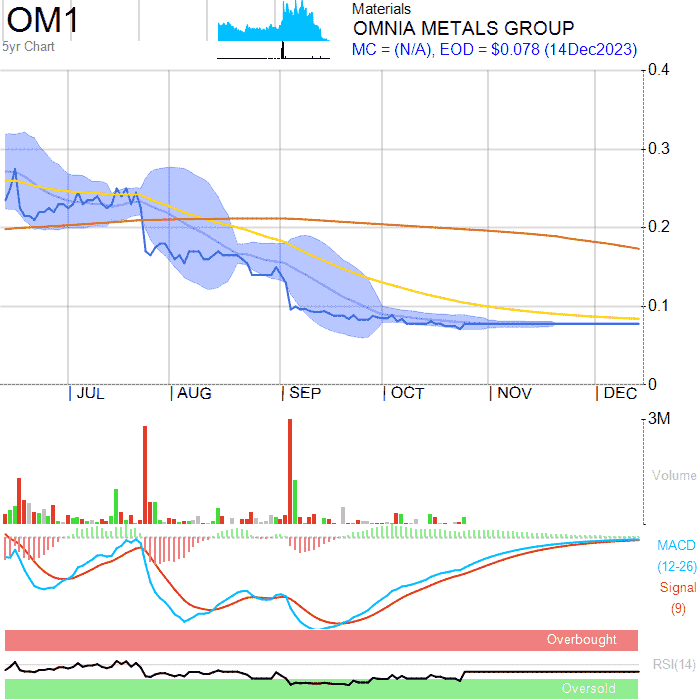 OM1
5yr Chart
Materials
OMNIA METALS GROUP
MC = (N/A), EOD = $0.078 (14Dec2023)
0.4
0.3
0.2
0.1
0
JUL
AUG
SEP
OCT
NOV
DEC
3M
Volume
MACD
(12-26)
Signal
(9)
Overbought
RSI(14)
Oversold